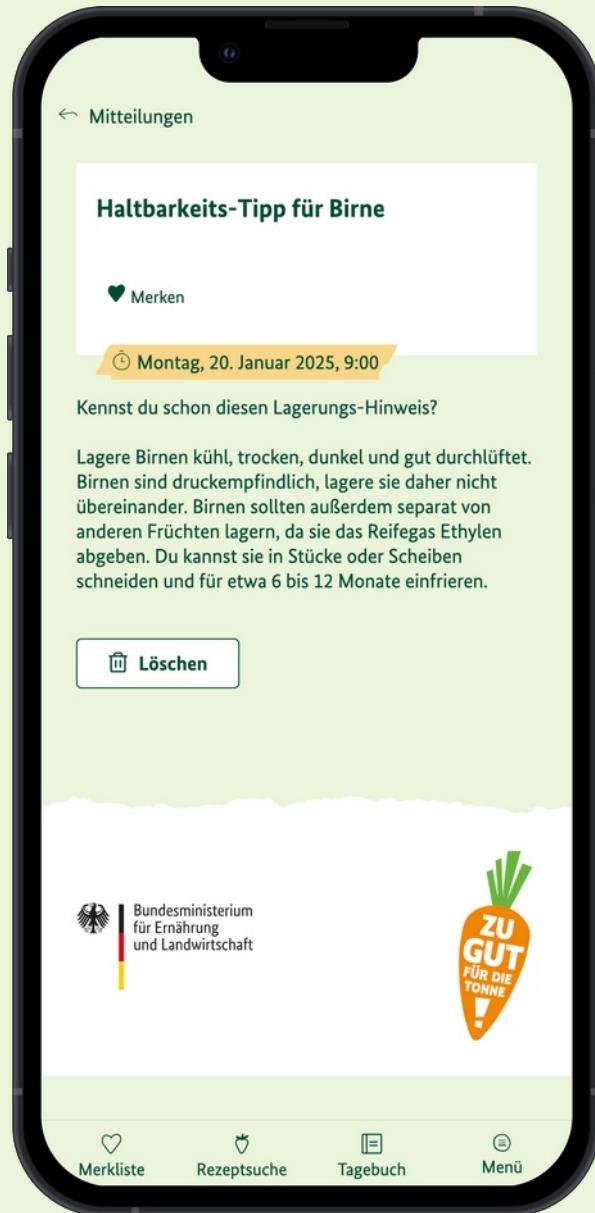 Mitteilungen
Haltbarkeits-Tipp für Birne
Merken
Montag, 20. Januar 2025, 9:00
Kennst du schon diesen Lagerungs-Hinweis?
Lagere Birnen kühl, trocken, dunkel und gut durchlüftet.
Birnen sind druckempfindlich, lagere sie daher nicht
übereinander. Birnen sollten außerdem separat von
anderen Früchten lagern, da sie das Reifegas Ethylen
abgeben. Du kannst sie in Stücke oder Scheiben
schneiden und für etwa 6 bis 12 Monate einfrieren.
Löschen
Bundesministerium
für Ernährung
und Landwirtschaft
ZU
GUT
FÜR DIE
TONNE
!
Merkliste Rezeptsuche Tagebuch Menü